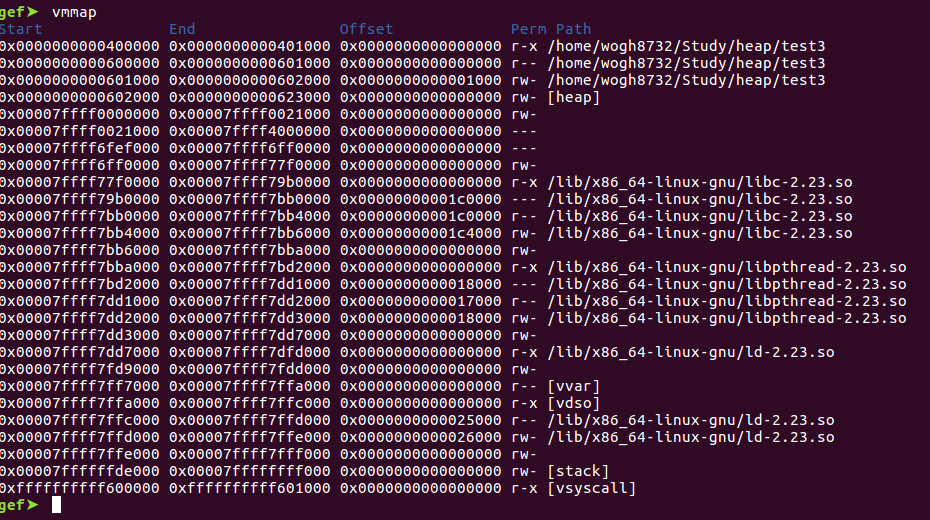 gef➤ vmmap
Start End Offset Perm Path
0x0000000000400000 0x0000000000401000 0x0000000000000000 r-x /home/wogh8732/Study/heap/test3
0x0000000000600000 0x0000000000601000 0x0000000000000000 r-- /home/wogh8732/Study/heap/test3
0x0000000000601000 0x0000000000602000 0x0000000000001000 rw- /home/wogh8732/Study/heap/test3
0x0000000000602000 0x0000000000623000 0x0000000000000000 rw- [heap]
0x00007ffff0000000 0x00007ffff0021000 0x0000000000000000 rw-
0x00007ffff0021000 0x00007ffff4000000 0x0000000000000000 ---
0x00007ffff6fef000 0x00007ffff6ff0000 0x0000000000000000 ---
0x00007ffff6ff0000 0x00007ffff77f0000 0x0000000000000000 rw-
0x00007ffff77f0000 0x00007ffff79b0000 0x0000000000000000 r-x /lib/x86_64-linux-gnu/libc-2.23.so
0x00007ffff79b0000 0x00007ffff7bb0000 0x00000000001c0000 --- /lib/x86_64-linux-gnu/libc-2.23.so
0x00007ffff7bb0000 0x00007ffff7bb4000 0x00000000001c0000 r-- /lib/x86_64-linux-gnu/libc-2.23.so
0x00007ffff7bb4000 0x00007ffff7bb6000 0x00000000001c4000 rw- /lib/x86_64-linux-gnu/libc-2.23.so
0x00007ffff7bb6000 0x00007ffff7bba000 0x0000000000000000 rw-
0x00007ffff7bba000 0x00007ffff7bd2000 0x0000000000000000 r-x /lib/x86_64-linux-gnu/libpthread-2.23.so
0x00007ffff7bd2000 0x00007ffff7dd1000 0x0000000000018000 --- /lib/x86_64-linux-gnu/libpthread-2.23.so
0x00007ffff7dd1000 0x00007ffff7dd2000 0x0000000000017000 r-- /lib/x86_64-linux-gnu/libpthread-2.23.so
0x00007ffff7dd2000 0x00007ffff7dd3000 0x0000000000018000 rw- /lib/x86_64-linux-gnu/libpthread-2.23.so
0x00007ffff7dd3000 0x00007ffff7dd7000 0x0000000000000000 rw-
0x00007ffff7dd7000 0x00007ffff7dfd000 0x0000000000000000 r-x /lib/x86_64-linux-gnu/ld-2.23.so
0x00007ffff7fd9000 0x00007ffff7fdd000 0x0000000000000000 rw-
0x00007ffff7ff7000 0x00007ffff7ffa000 0x0000000000000000 r-- [vvar]
0x00007ffff7ffa000 0x00007ffff7ffc000 0x0000000000000000 r-x [vdso]
0x00007ffff7ffc000 0x00007ffff7ffd000 0x0000000000025000 r-- /lib/x86_64-linux-gnu/ld-2.23.so
0x00007ffff7ffd000 0x00007ffff7ffe000 0x0000000000026000 rw- /lib/x86_64-linux-gnu/ld-2.23.so
0x00007ffff7ffe000 0x00007ffff7fff000 0x0000000000000000 rw-
0x00007ffffffde000 0x00007ffffffff000 0x0000000000000000 rw- [stack]
0xffffffffff600000 0xffffffffff601000 0x0000000000000000 r-x [vsyscall]
gef➤